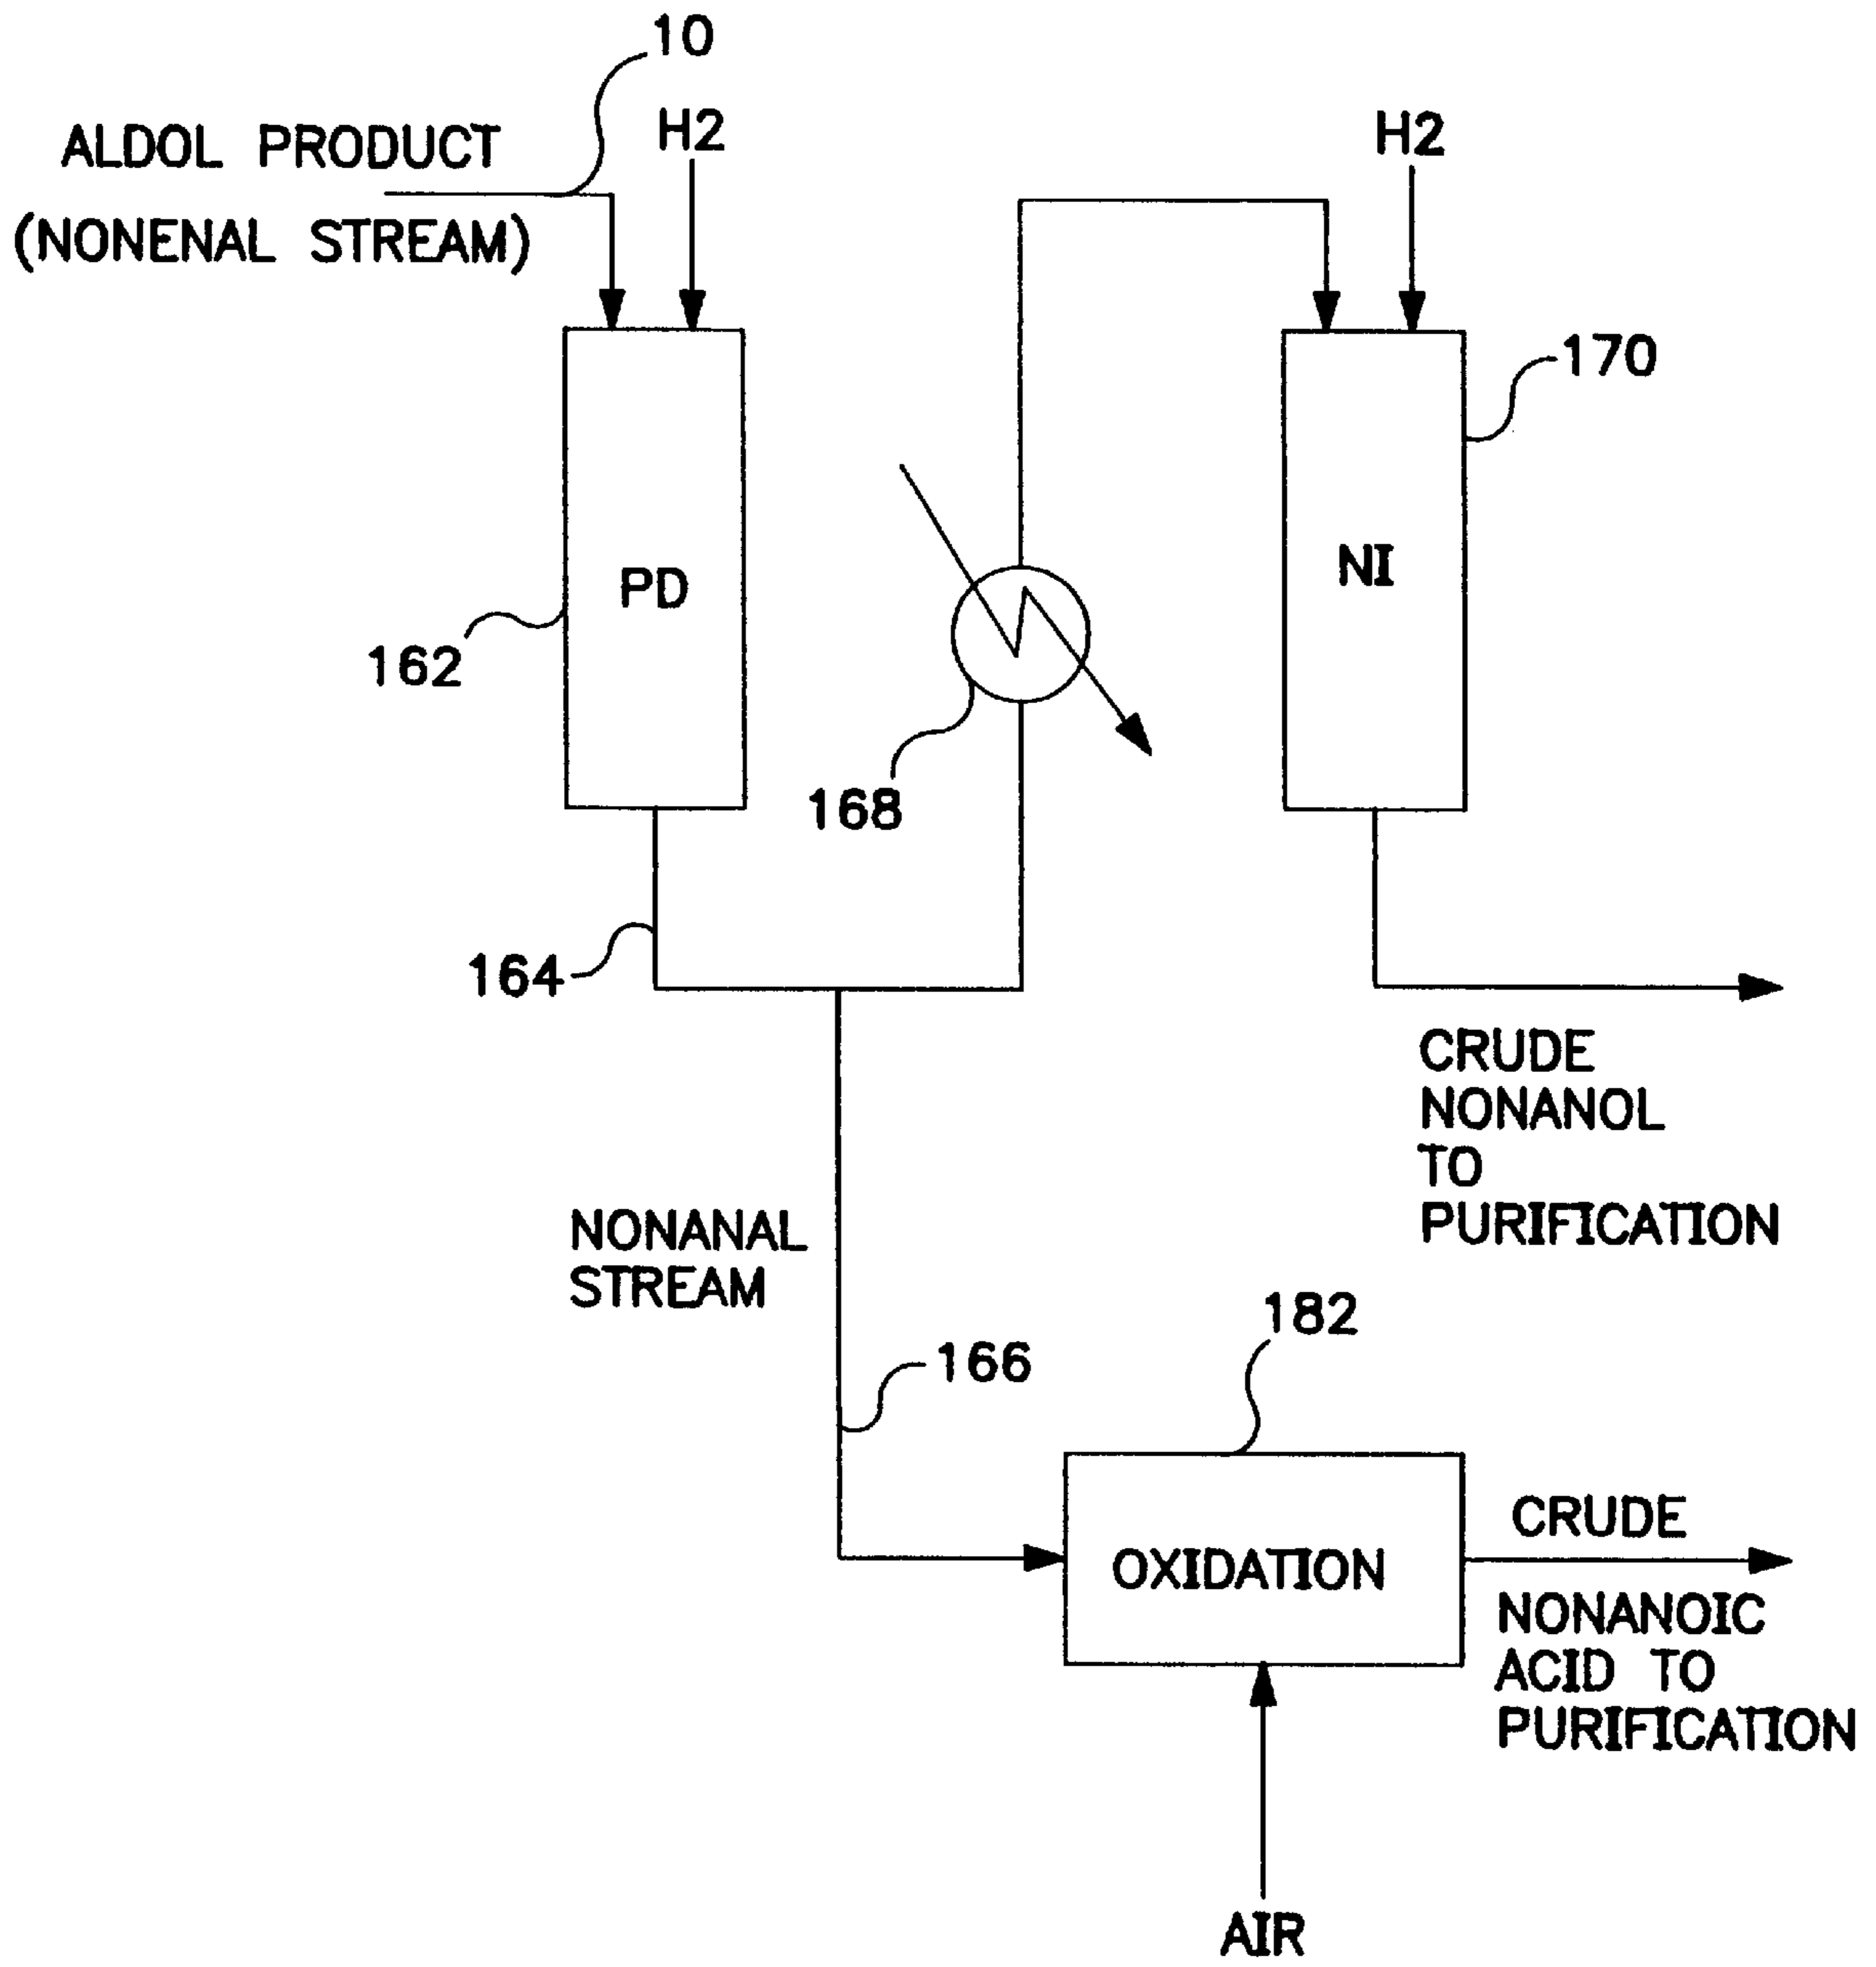 10
ALDOL PRODUCT
(NONENAL STREAM)
H2
H2
170
PD
NI
162
168
164
CRUDE
NONANOL
TO
PURIFICATION
NONANAL
STREAM
182
166
OXIDATION
CRUDE
NONANOIC
ACID TO
PURIFICATION
AIR